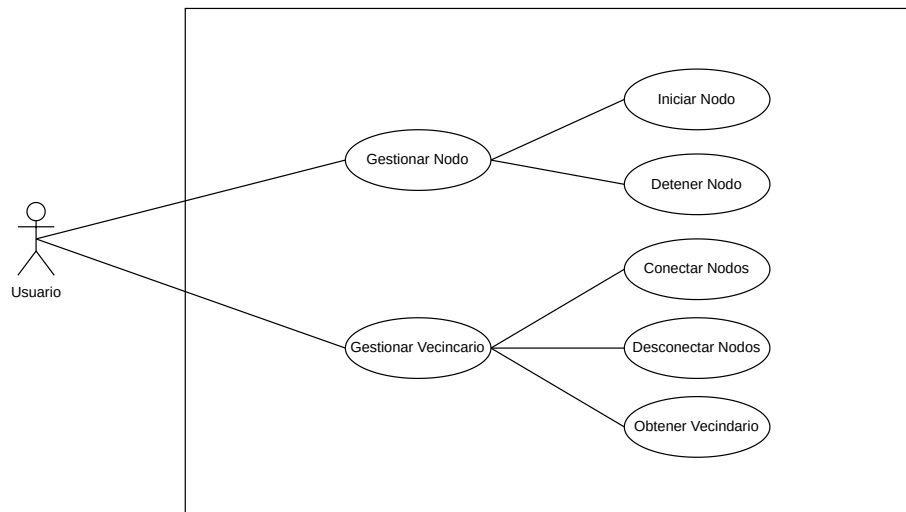 Iniciar Nodo
Gestionar Nodo
Detener Nodo
Usuario
Conectar Nodos
Gestionar Vecincario
Desconectar Nodos
Obtener Vecindario